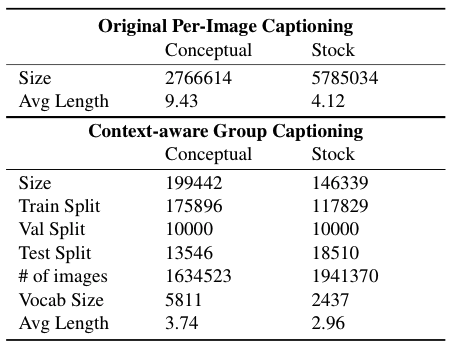 Original Per-Image Captioning
Conceptual Stock
Size 2766614 5785034
Avg Length 9.43 4.12
Context-aware Group Captioning
Conceptual Stock
Size 199442 146339
Train Split 175896 117829
Val Split 10000 10000
Test Split 13546 18510
# of images 1634523 1941370
Vocab Size 5811 2437
Avg Length 3.74 2.96